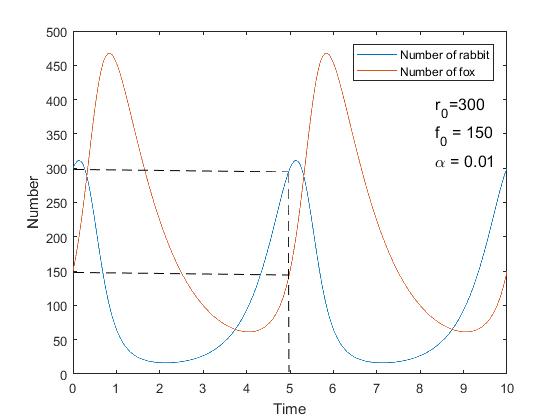 500
450
400
350
300
250
200
150
100
50
0
Number
Number of rabbit
Number of fox
r0=300
f0 = 150
α = 0.01
0 1 2 3 4 5 6 7 8 9 10
Time